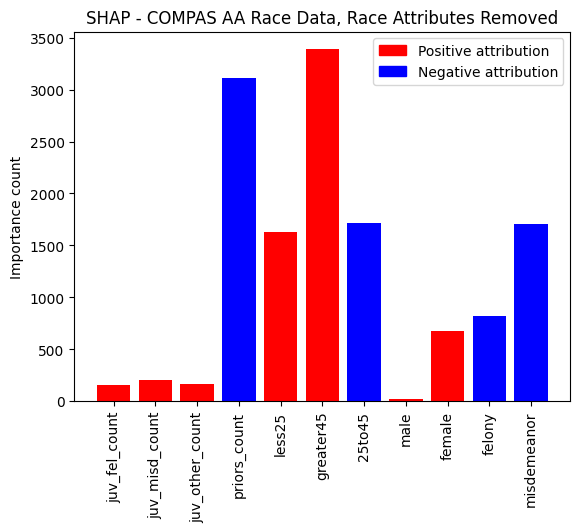 SHAP - COMPAS AA Race Data, Race Attributes Removed
Positive attribution
Negative attribution
Importance count
3500
3000
2500
2000
1500
1000
500
0
juv_fel_count
juv_misd_count
juv_other_count
priors_count
less25
greater45
25to45
male
female
felony
misdemeanor